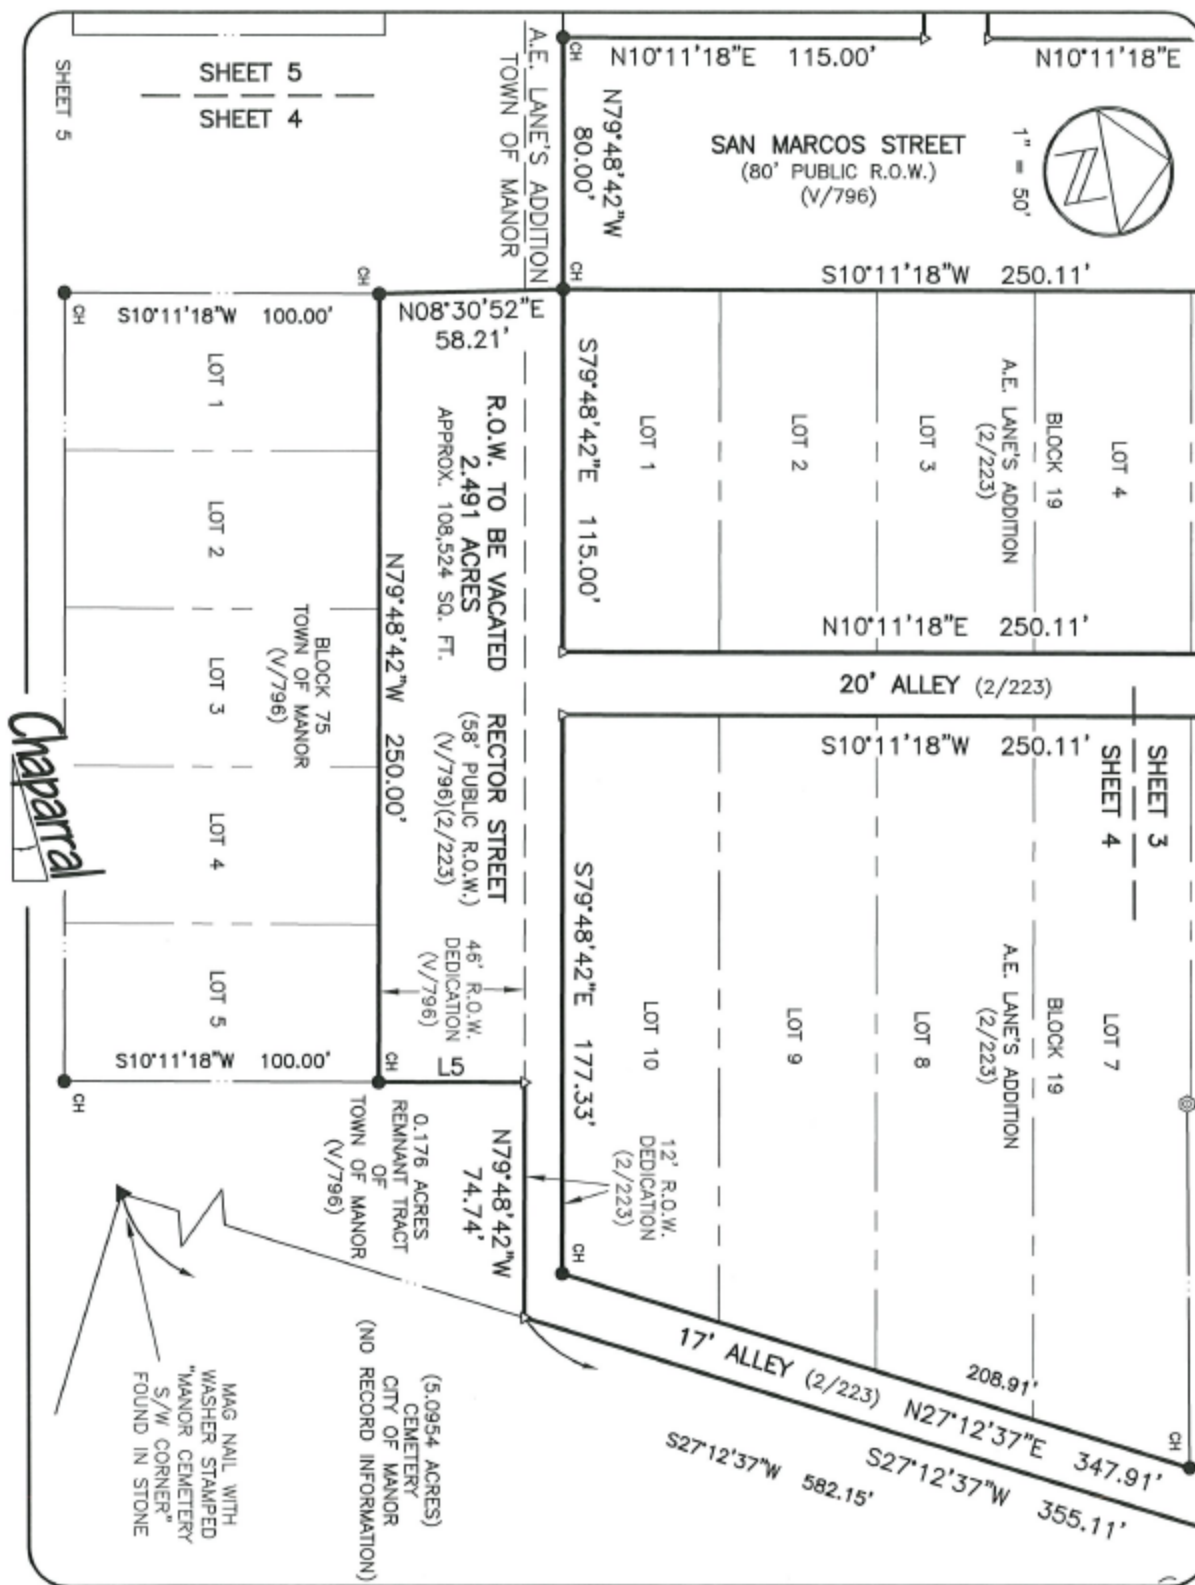 N10°11'18"E 115.00'
N10°11'18"E
SHEET 5
SHEET 4
SHEET 5
A.E. LANE'S ADDITION
TOWN OF MANOR
CH
N79°48'42"W
80.00'
SAN MARCOS STREET
(80' PUBLIC R.O.W.)
(V/796)
1" = 50'
N
CH
CH
CH
S10°11'18"W 250.11'
S10°11'18"W 100.00'
N08°30'52"E
58.21'
LOT 1
LOT 2
LOT 3
LOT 4
LOT 5
BLOCK 75
TOWN OF MANOR
(V/796)
N79°48'42"W 250.00'
R.O.W. TO BE VACATED
2.491 ACRES
APPROX. 108,524 SQ. FT.
RECTOR STREET
(58' PUBLIC R.O.W.)
(V/796)(2/223)
46' R.O.W.
DEDICATION
(V/796)
S79°48'42"E 115.00'
LOT 1
LOT 2
LOT 3
LOT 4
BLOCK 19
A.E. LANE'S ADDITION
(2/223)
N10°11'18"E 250.11'
20' ALLEY (2/223)
S10°11'18"W 250.11'
SHEET 3
SHEET 4
S79°48'42"E 177.33'
LOT 10
LOT 9
LOT 8
LOT 7
BLOCK 19
A.E. LANE'S ADDITION
(2/223)
12' R.O.W.
DEDICATION
(2/223)
Chaparral
S10°11'18"W 100.00'
CH
CH
L5
N79°48'42"W
74.74'
0.176 ACRES
REMNANT TRACT
OF
TOWN OF MANOR
(V/796)
CH
CH
17' ALLEY (2/223)
208.91'
N27°12'37"E 347.91'
S27°12'37"W 355.11'
S27°12'37"W 582.15'
(5.0954 ACRES)
CEMETERY
CITY OF MANOR
(NO RECORD INFORMATION)
MAG NAIL WITH
WASHER STAMPED
"MANOR CEMETERY
S/W CORNER"
FOUND IN STONE